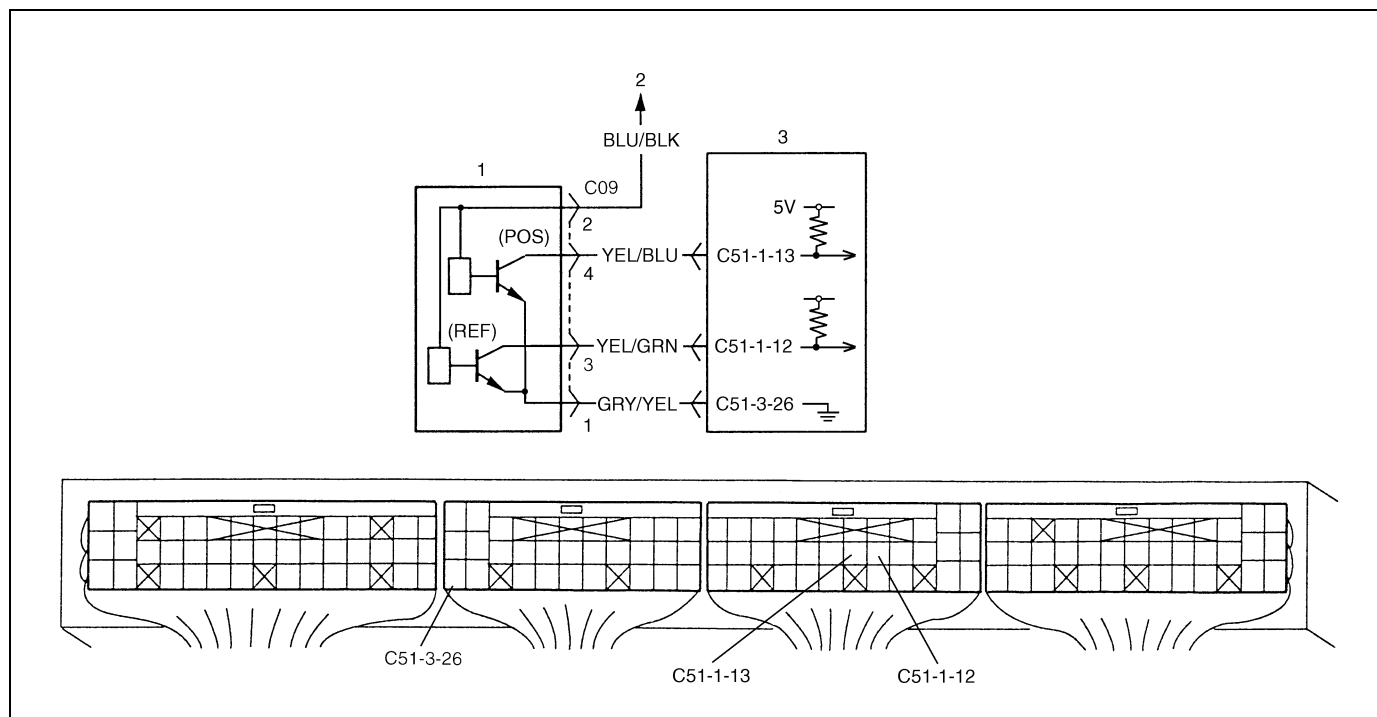 2
BLU/BLK
3
1
C09
5V
2
(POS)
YEL/BLU
C51-1-13
4
(REF)
YEL/GRN
C51-1-12
3
GRY/YEL
C51-3-26
1
C51-3-26
C51-1-13
C51-1-12